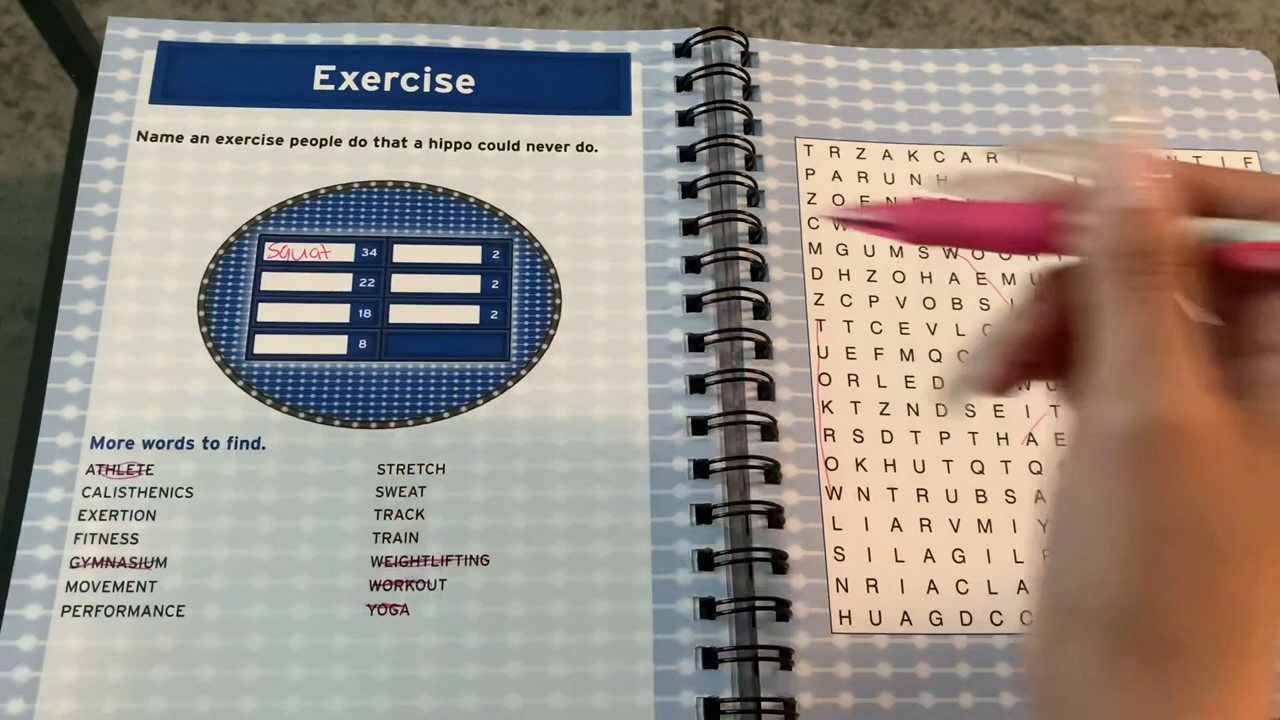 Exercise
Name an exercise people do that a hippo could never do.
Squat 34 2
22 2
18 2
8
More words to find.
ATHLETE STRETCH
CALISTHENICS SWEAT
EXERTION TRACK
FITNESS TRAIN
GYMNASIUM WEIGHTLIFTING
MOVEMENT WORKOUT
PERFORMANCE YOGA
T R Z A K C A R N T I F
P A R U N H
Z O E N
C W
M G U M S W O O
D H Z O H A E M U
Z C P V O B S
T T C E V L
U E F M Q
O R L E D W
K T Z N D S E I T
R S D T P T H A E
O K H U T Q T Q
W N T R U B S A
L I A R V M I Y
S I L A G I L
N R I A C L A
H U A G D C C